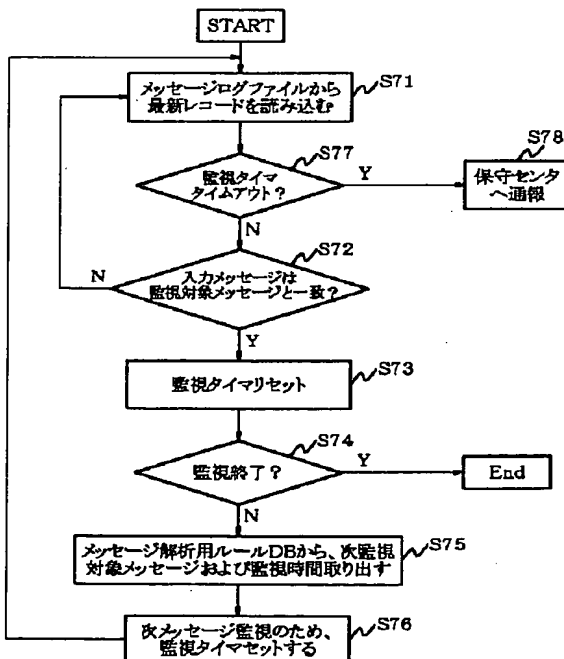 START
メッセージログファイルから
最新レコードを読み込む
S71
監視タイマ
タイムアウト？
S77
Y
N
保守センタ
へ通報
S78
入力メッセージは
監視対象メッセージと一致？
S72
N
Y
監視タイマリセット
S73
監視終了？
S74
Y
N
End
メッセージ解析用ルールDBから、次監視
対象メッセージおよび監視時間取り出す
S75
次メッセージ監視のため、
監視タイマセットする
S76